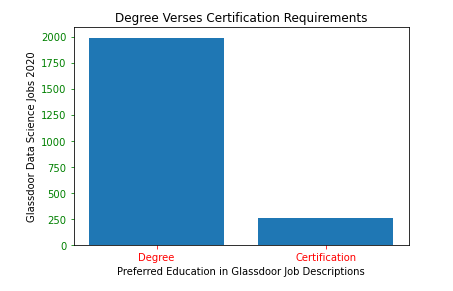 Degree Verses Certification Requirements
Glassdoor Data Science Jobs 2020
2000
1750
1500
1250
1000
750
500
250
0
Degree
Certification
Preferred Education in Glassdoor Job Descriptions